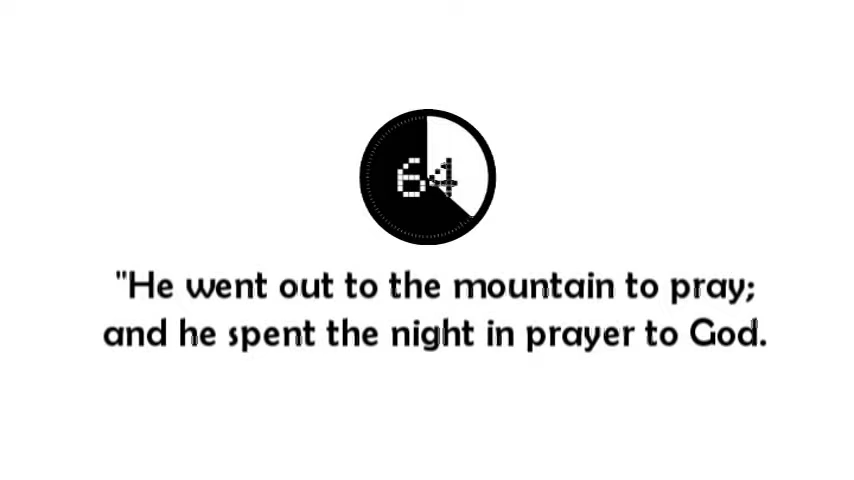 64
"He went out to the mountain to pray;
and he spent the night in prayer to God.